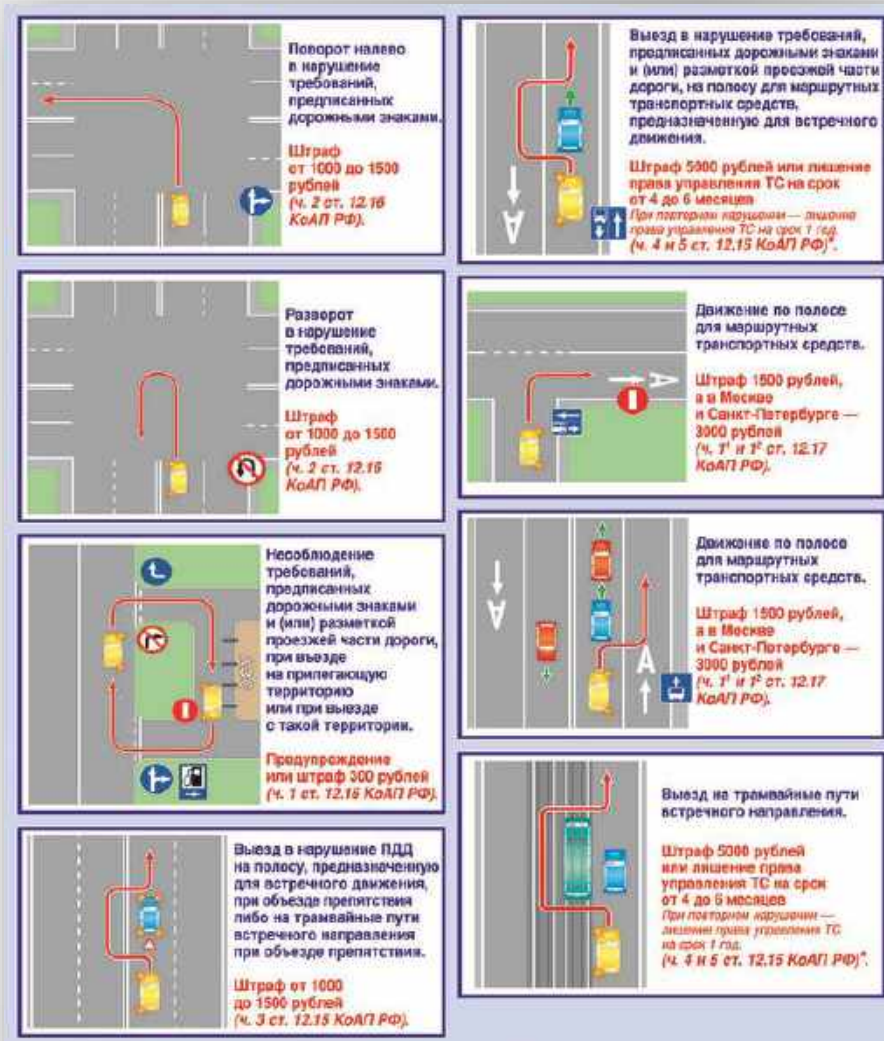 Поворот налево
в нарушение
требований,
предписанных
дорожными знаками.
Штраф
от 1000 до 1500
рублей
(ч. 2 ст. 12.16
КоАП РФ).
Разворот
в нарушение
требований,
предписанных
дорожными знаками.
Штраф
от 1000 до 1500
рублей
(ч. 2 ст. 12.16
КоАП РФ).
Несоблюдение
требований,
предписанных
дорожными знаками
и (или) разметкой
проезжей части дороги,
при въезде
на прилегающую
территорию
или при выезде
с такой территории.
Предупреждение
или штраф 300 рублей
(ч. 1 ст. 12.16 КоАП РФ).
Выезд в нарушение ПДД
на полосу, предназначенную
для встречного движения,
при объезде препятствия
либо на трамвайные пути
встречного направления
при объезде препятствия.
Штраф от 1000
до 1500 рублей
(ч. 3 ст. 12.15 КоАП РФ).
Выезд в нарушение требований,
предписанных дорожными знаками
и (или) разметкой проезжей части
дороги, на полосу для маршрутных
транспортных средств,
предназначенную для встречного
движения.
Штраф 5000 рублей или лишение
права управления ТС на срок
от 4 до 6 месяцев
При повторном нарушении — лишение
права управления ТС на срок 1 год.
(ч. 4 и 5 ст. 12.15 КоАП РФ)*.
А
Движение по полосе
для маршрутных
транспортных средств.
Штраф 1500 рублей,
а в Москве
и Санкт-Петербурге —
3000 рублей
(ч. 1¹ и 1² ст. 12.17
КоАП РФ).
А
Движение по полосе
для маршрутных
транспортных средств.
Штраф 1500 рублей,
а в Москве
и Санкт-Петербурге —
3000 рублей
(ч. 1¹ и 1² ст. 12.17
КоАП РФ).
А
А
Выезд на трамвайные пути
встречного направления.
Штраф 5000 рублей
или лишение права
управления ТС на срок
от 4 до 6 месяцев
При повторном нарушении —
лишение права управления ТС
на срок 1 год.
(ч. 4 и 5 ст. 12.15 КоАП РФ)*.